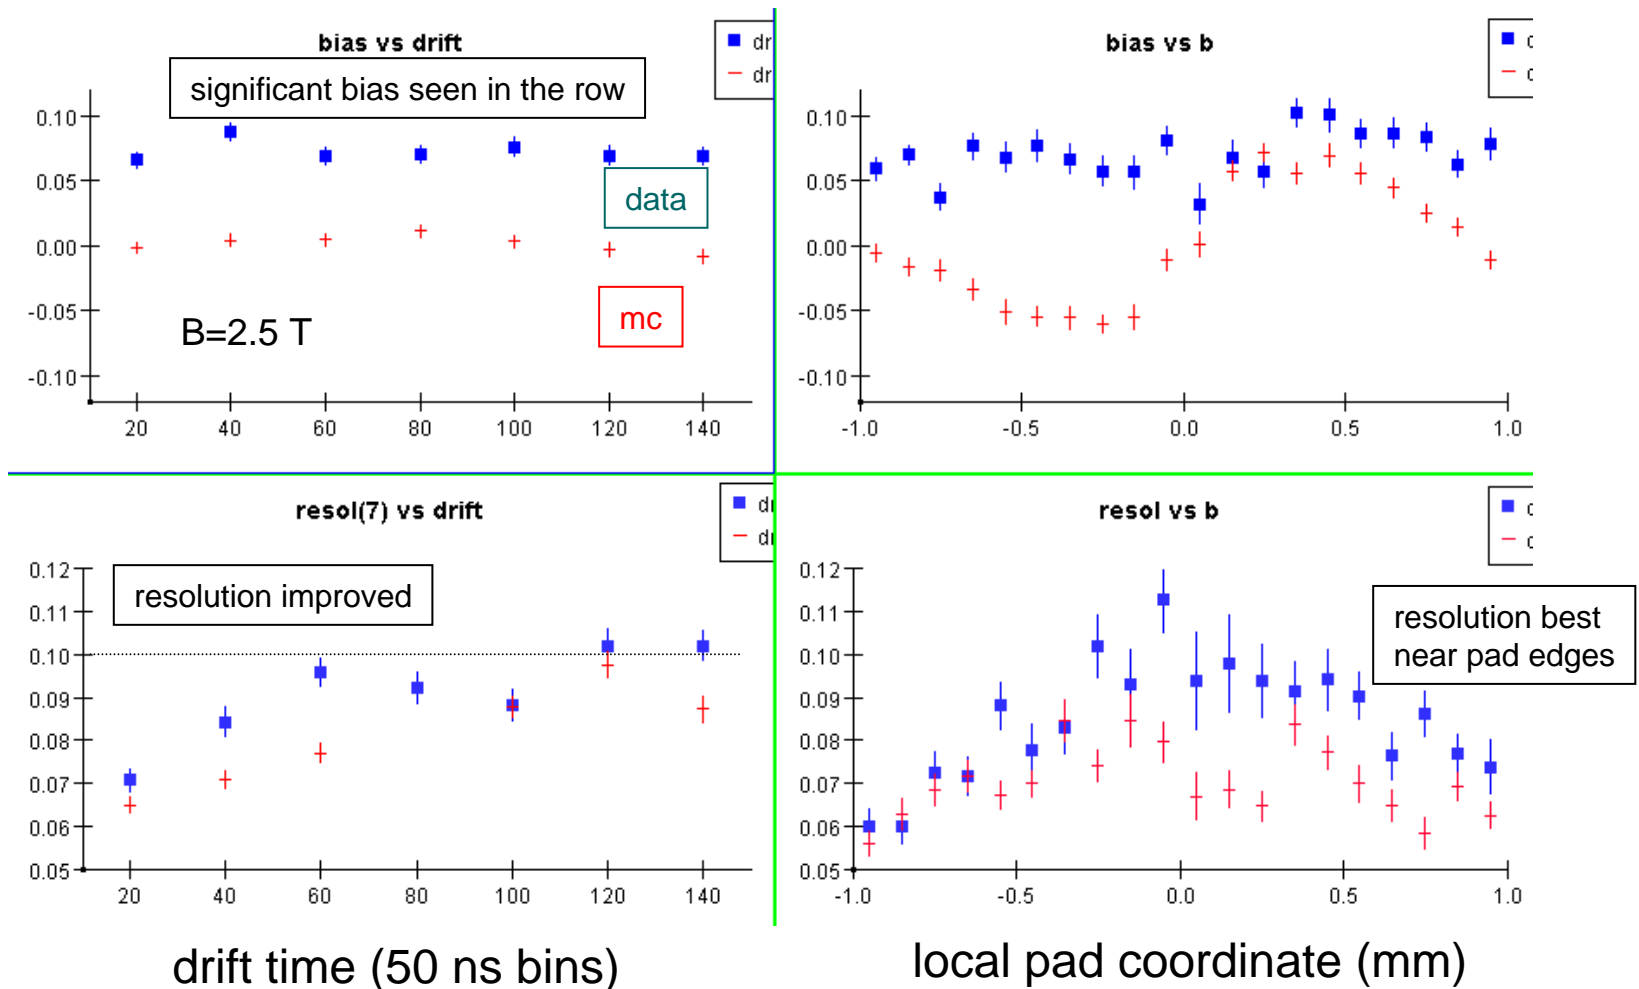 bias vs drift
dr
dr
significant bias seen in the row
0.10
0.05
0.00
-0.05
-0.10
data
mc
B=2.5 T
20 40 60 80 100 120 140
bias vs b
0.10
0.05
0.00
-0.05
-0.10
-1.0 -0.5 0.0 0.5 1.0
resol(7) vs drift
resolution improved
0.12
0.11
0.10
0.09
0.08
0.07
0.06
0.05
20 40 60 80 100 120 140
drift time (50 ns bins)
resol vs b
resolution best
near pad edges
0.12
0.11
0.10
0.09
0.08
0.07
0.06
0.05
-1.0 -0.5 0.0 0.5 1.0
local pad coordinate (mm)